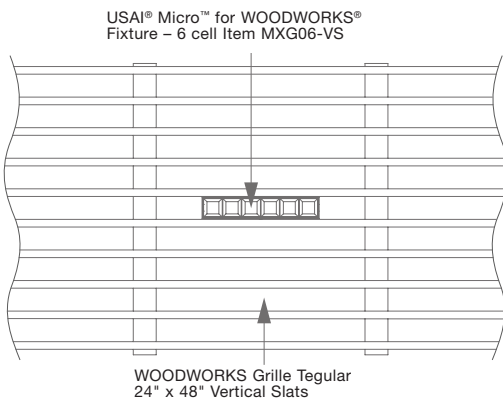 USAI® Micro™ for WOODWORKS®
Fixture – 6 cell Item MXG06-VS
WOODWORKS Grille Tegular
24" x 48" Vertical Slats